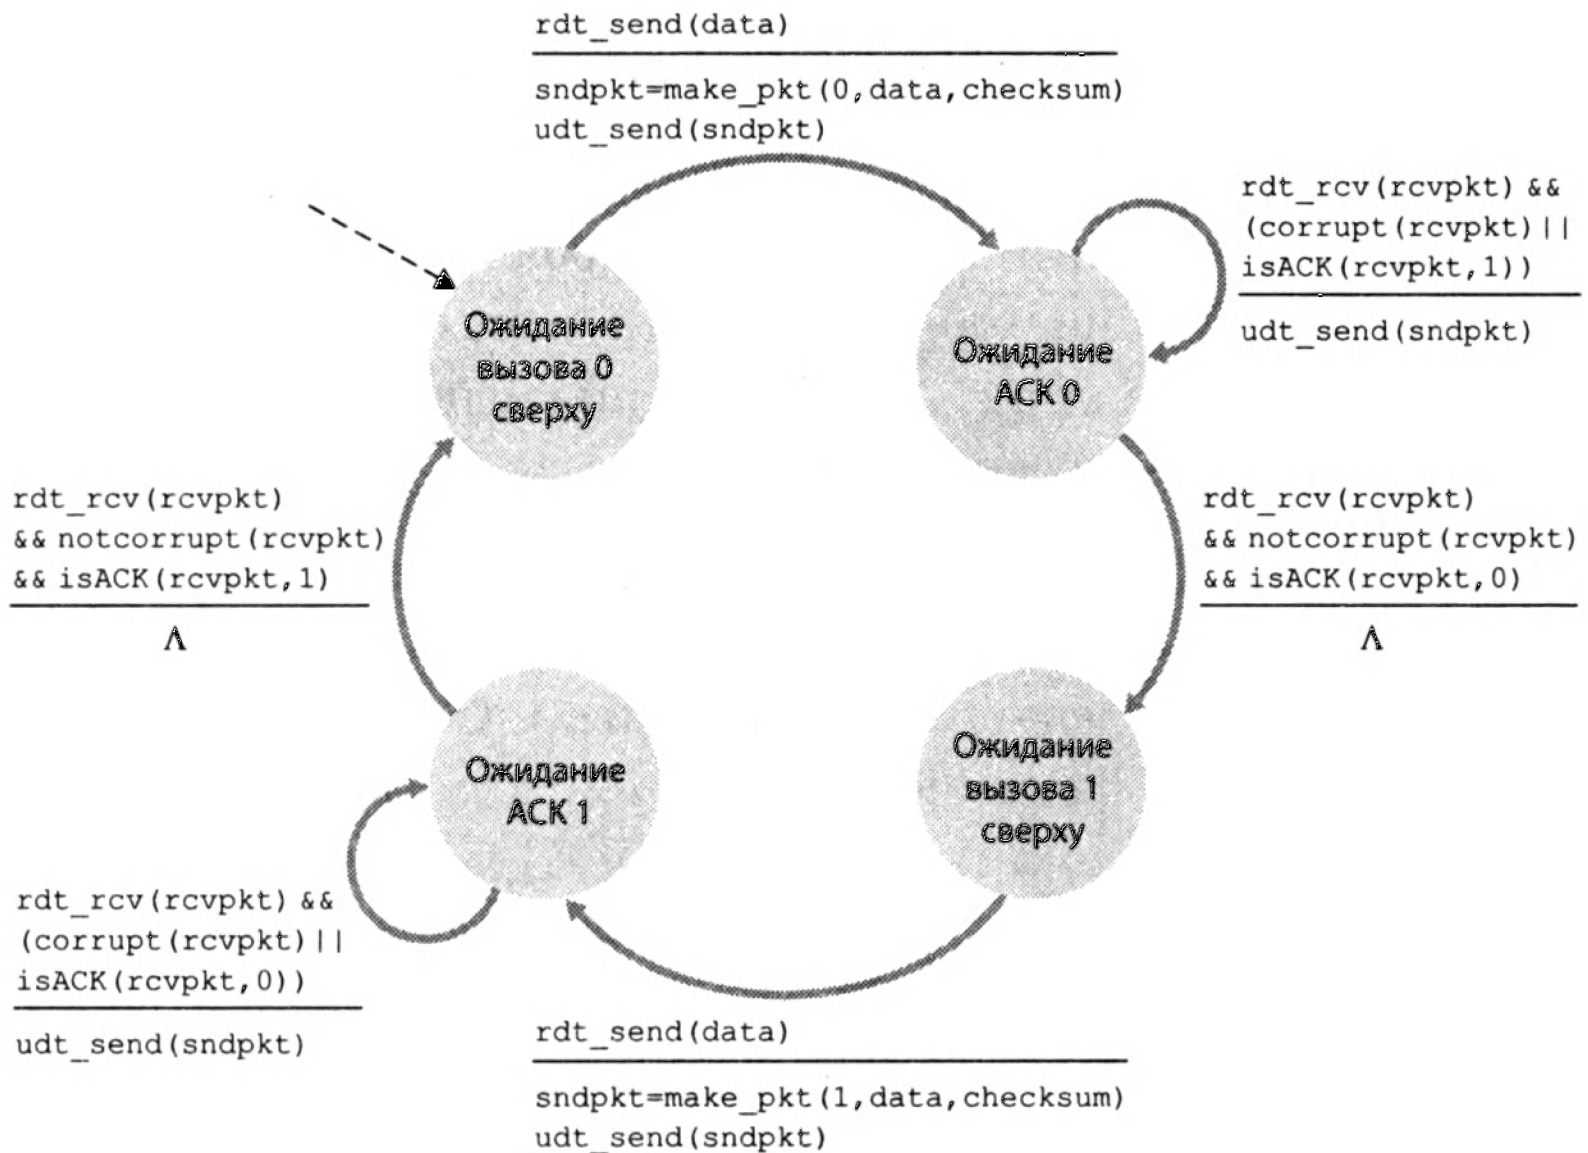 rdt_send(data)
sndpkt=make_pkt(0,data,checksum)
udt_send(sndpkt)
rdt_rcv(rcvpkt) &&
(corrupt(rcvpkt)||
isACK(rcvpkt,1))
udt_send(sndpkt)
Ожидание
вызова 0
сверху
Ожидание
АСК 0
rdt_rcv(rcvpkt)
&& notcorrupt(rcvpkt)
&& isACK(rcvpkt,1)
Λ
rdt_rcv(rcvpkt)
&& notcorrupt(rcvpkt)
&& isACK(rcvpkt,0)
Λ
Ожидание
АСК 1
Ожидание
вызова 1
сверху
rdt_rcv(rcvpkt) &&
(corrupt(rcvpkt)||
isACK(rcvpkt,0))
udt_send(sndpkt)
rdt_send(data)
sndpkt=make_pkt(1,data,checksum)
udt_send(sndpkt)